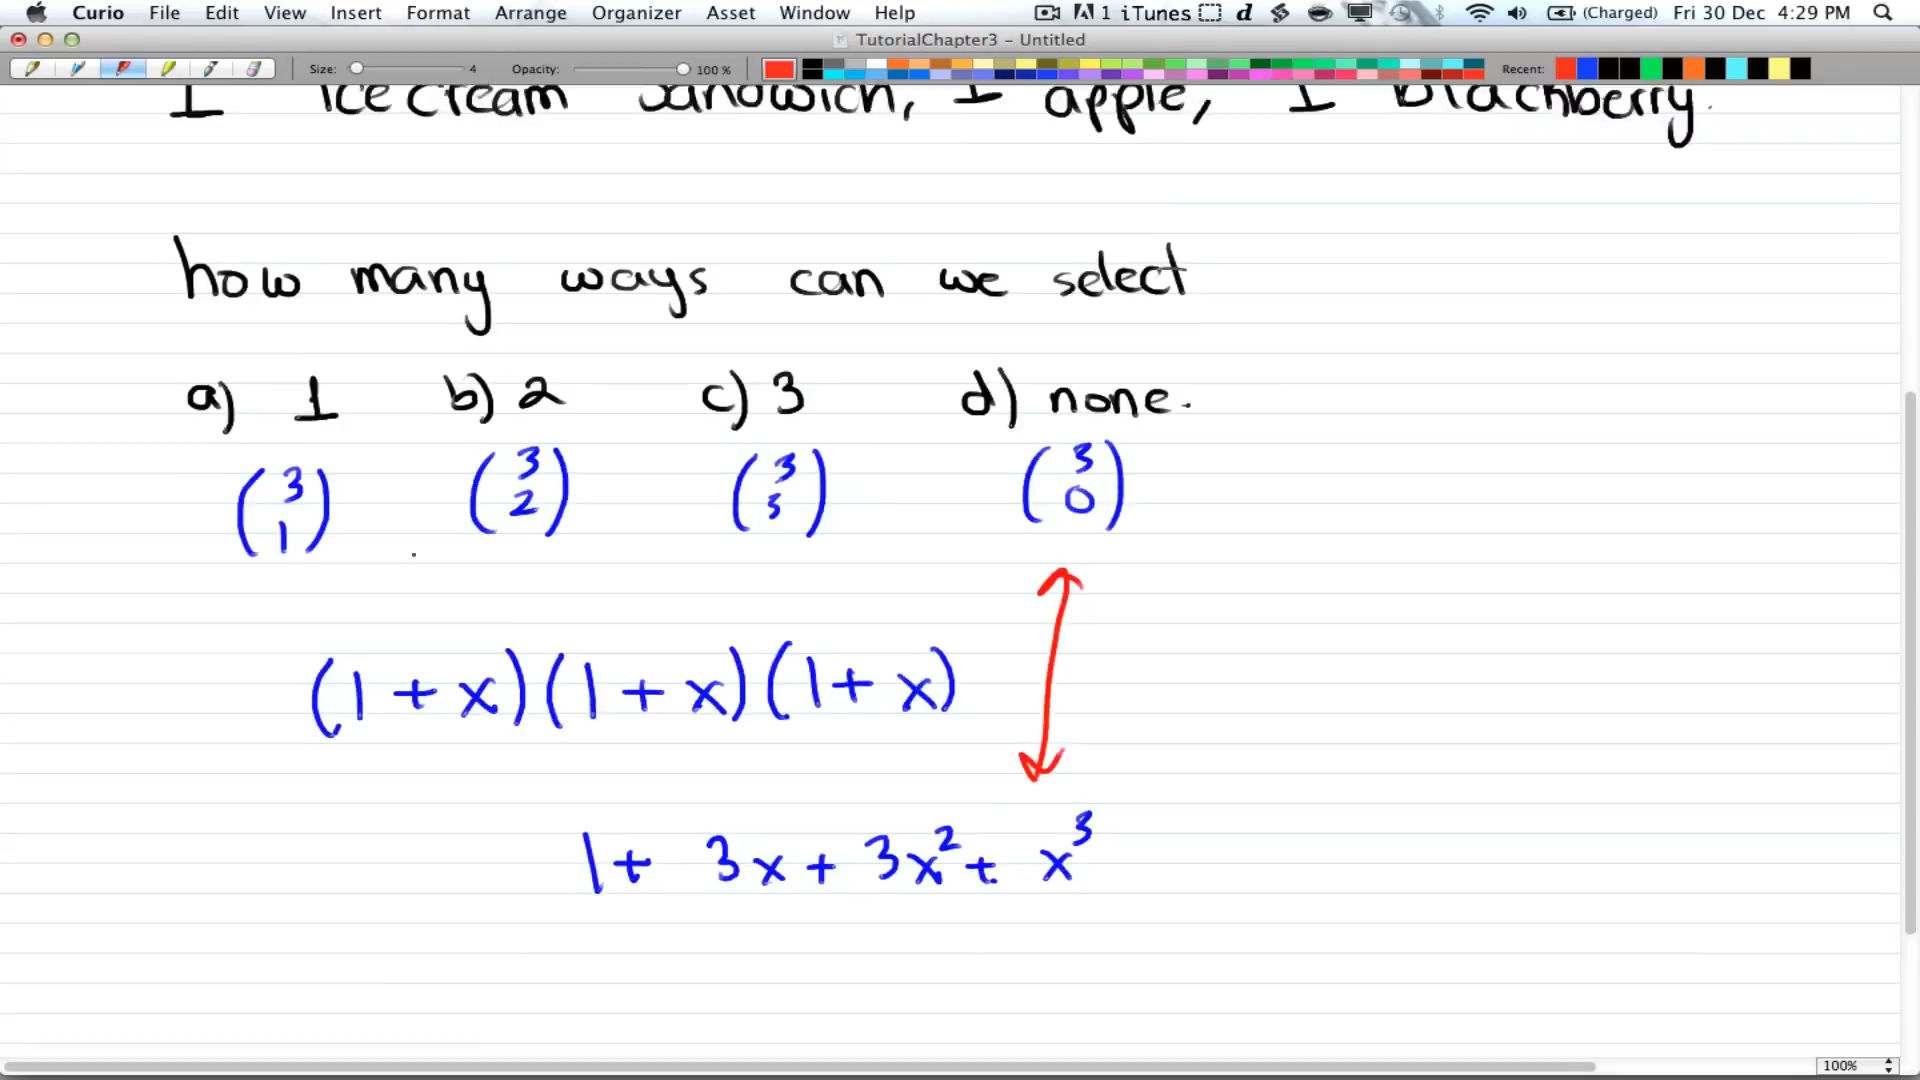 Curio File Edit View Insert Format Arrange Organizer Asset Window Help 1 iTunes d (Charged) Fri 30 Dec 4:29 PM
TutorialChapter3 - Untitled
Size: 4 Opacity: 100 % Recent:
1 icecream sandwich, 1 apple, 1 blackberry.
how many ways can we select
a) 1 b) 2 c) 3 d) none.
(3 1) (3 2) (3 3) (3 0)
(1 + x)(1 + x)(1 + x)
1 + 3x + 3x² + x³
100%